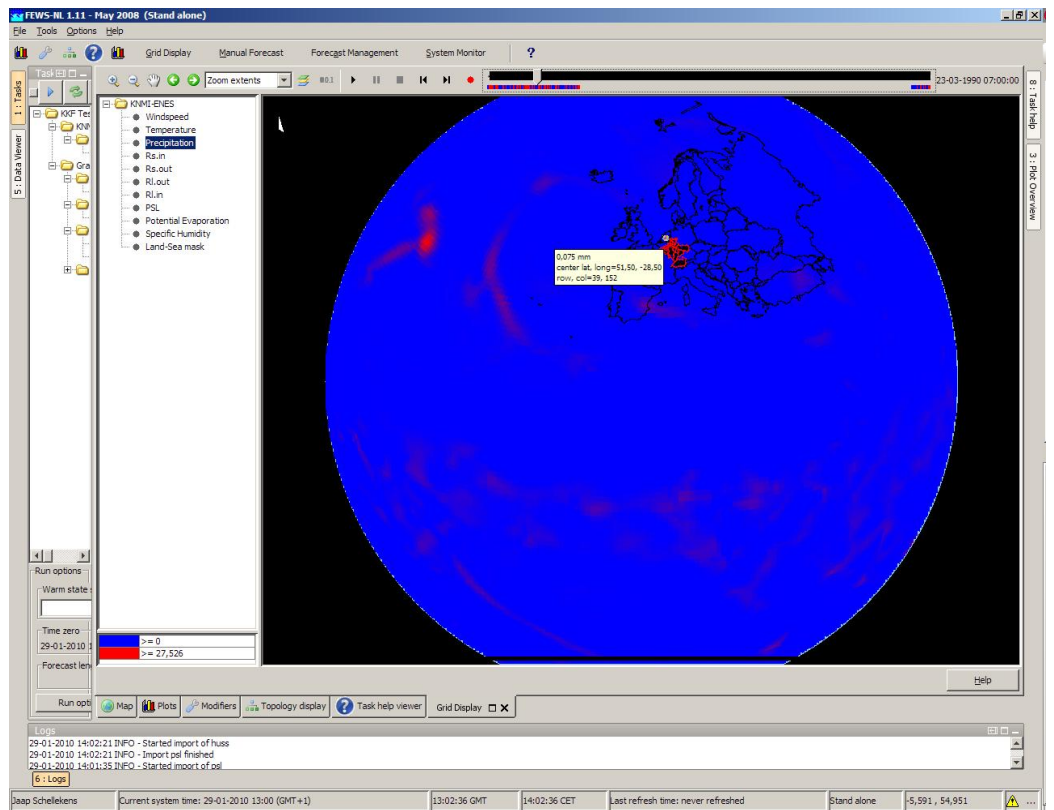 FEWS-NL 1.11 - May 2008 (Stand alone)
File Tools Options Help
Grid Display Manual Forecast Forecast Management System Monitor ?
1 : Tasks
5 : Data Viewer
Tasks
KKF Tes
KNN
Gra
Run options
Warm state s
Time zero
29-01-2010 1
Forecast len
Run opti
Zoom extents
23-03-1990 07:00:00
KNMI-ENES
Windspeed
Temperature
Precipitation
Rs.in
Rs.out
Rl.out
Rl.in
PSL
Potential Evaporation
Specific Humidity
Land-Sea mask
0,075 mm
center lat, long=51,50, -28,50
row, col=39, 152
>= 0
>= 27,526
8 : Task help
3 : Plot Overview
Help
Map Plots Modifiers Topology display Task help viewer Grid Display
Logs
29-01-2010 14:02:21 INFO - Started import of huss
29-01-2010 14:02:21 INFO - Import psl finished
29-01-2010 14:01:35 INFO - Started import of psl
6 : Logs
Jaap Schellekens Current system time: 29-01-2010 13:00 (GMT+1) 13:02:36 GMT 14:02:36 CET Last refresh time: never refreshed Stand alone -5,591 , 54,951 ...